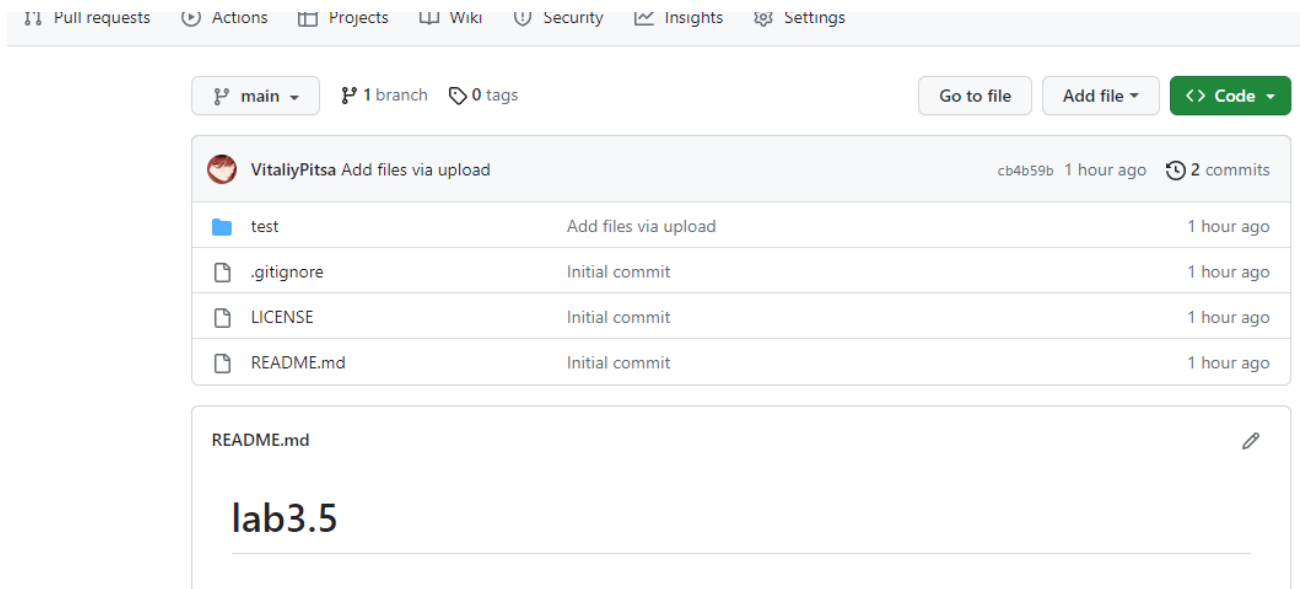 Pull requests Actions Projects Wiki Security Insights Settings
main 1 branch 0 tags Go to file Add file Code
VitaliyPitsa Add files via upload cb4b59b 1 hour ago 2 commits
test Add files via upload 1 hour ago
.gitignore Initial commit 1 hour ago
LICENSE Initial commit 1 hour ago
README.md Initial commit 1 hour ago
README.md
lab3.5